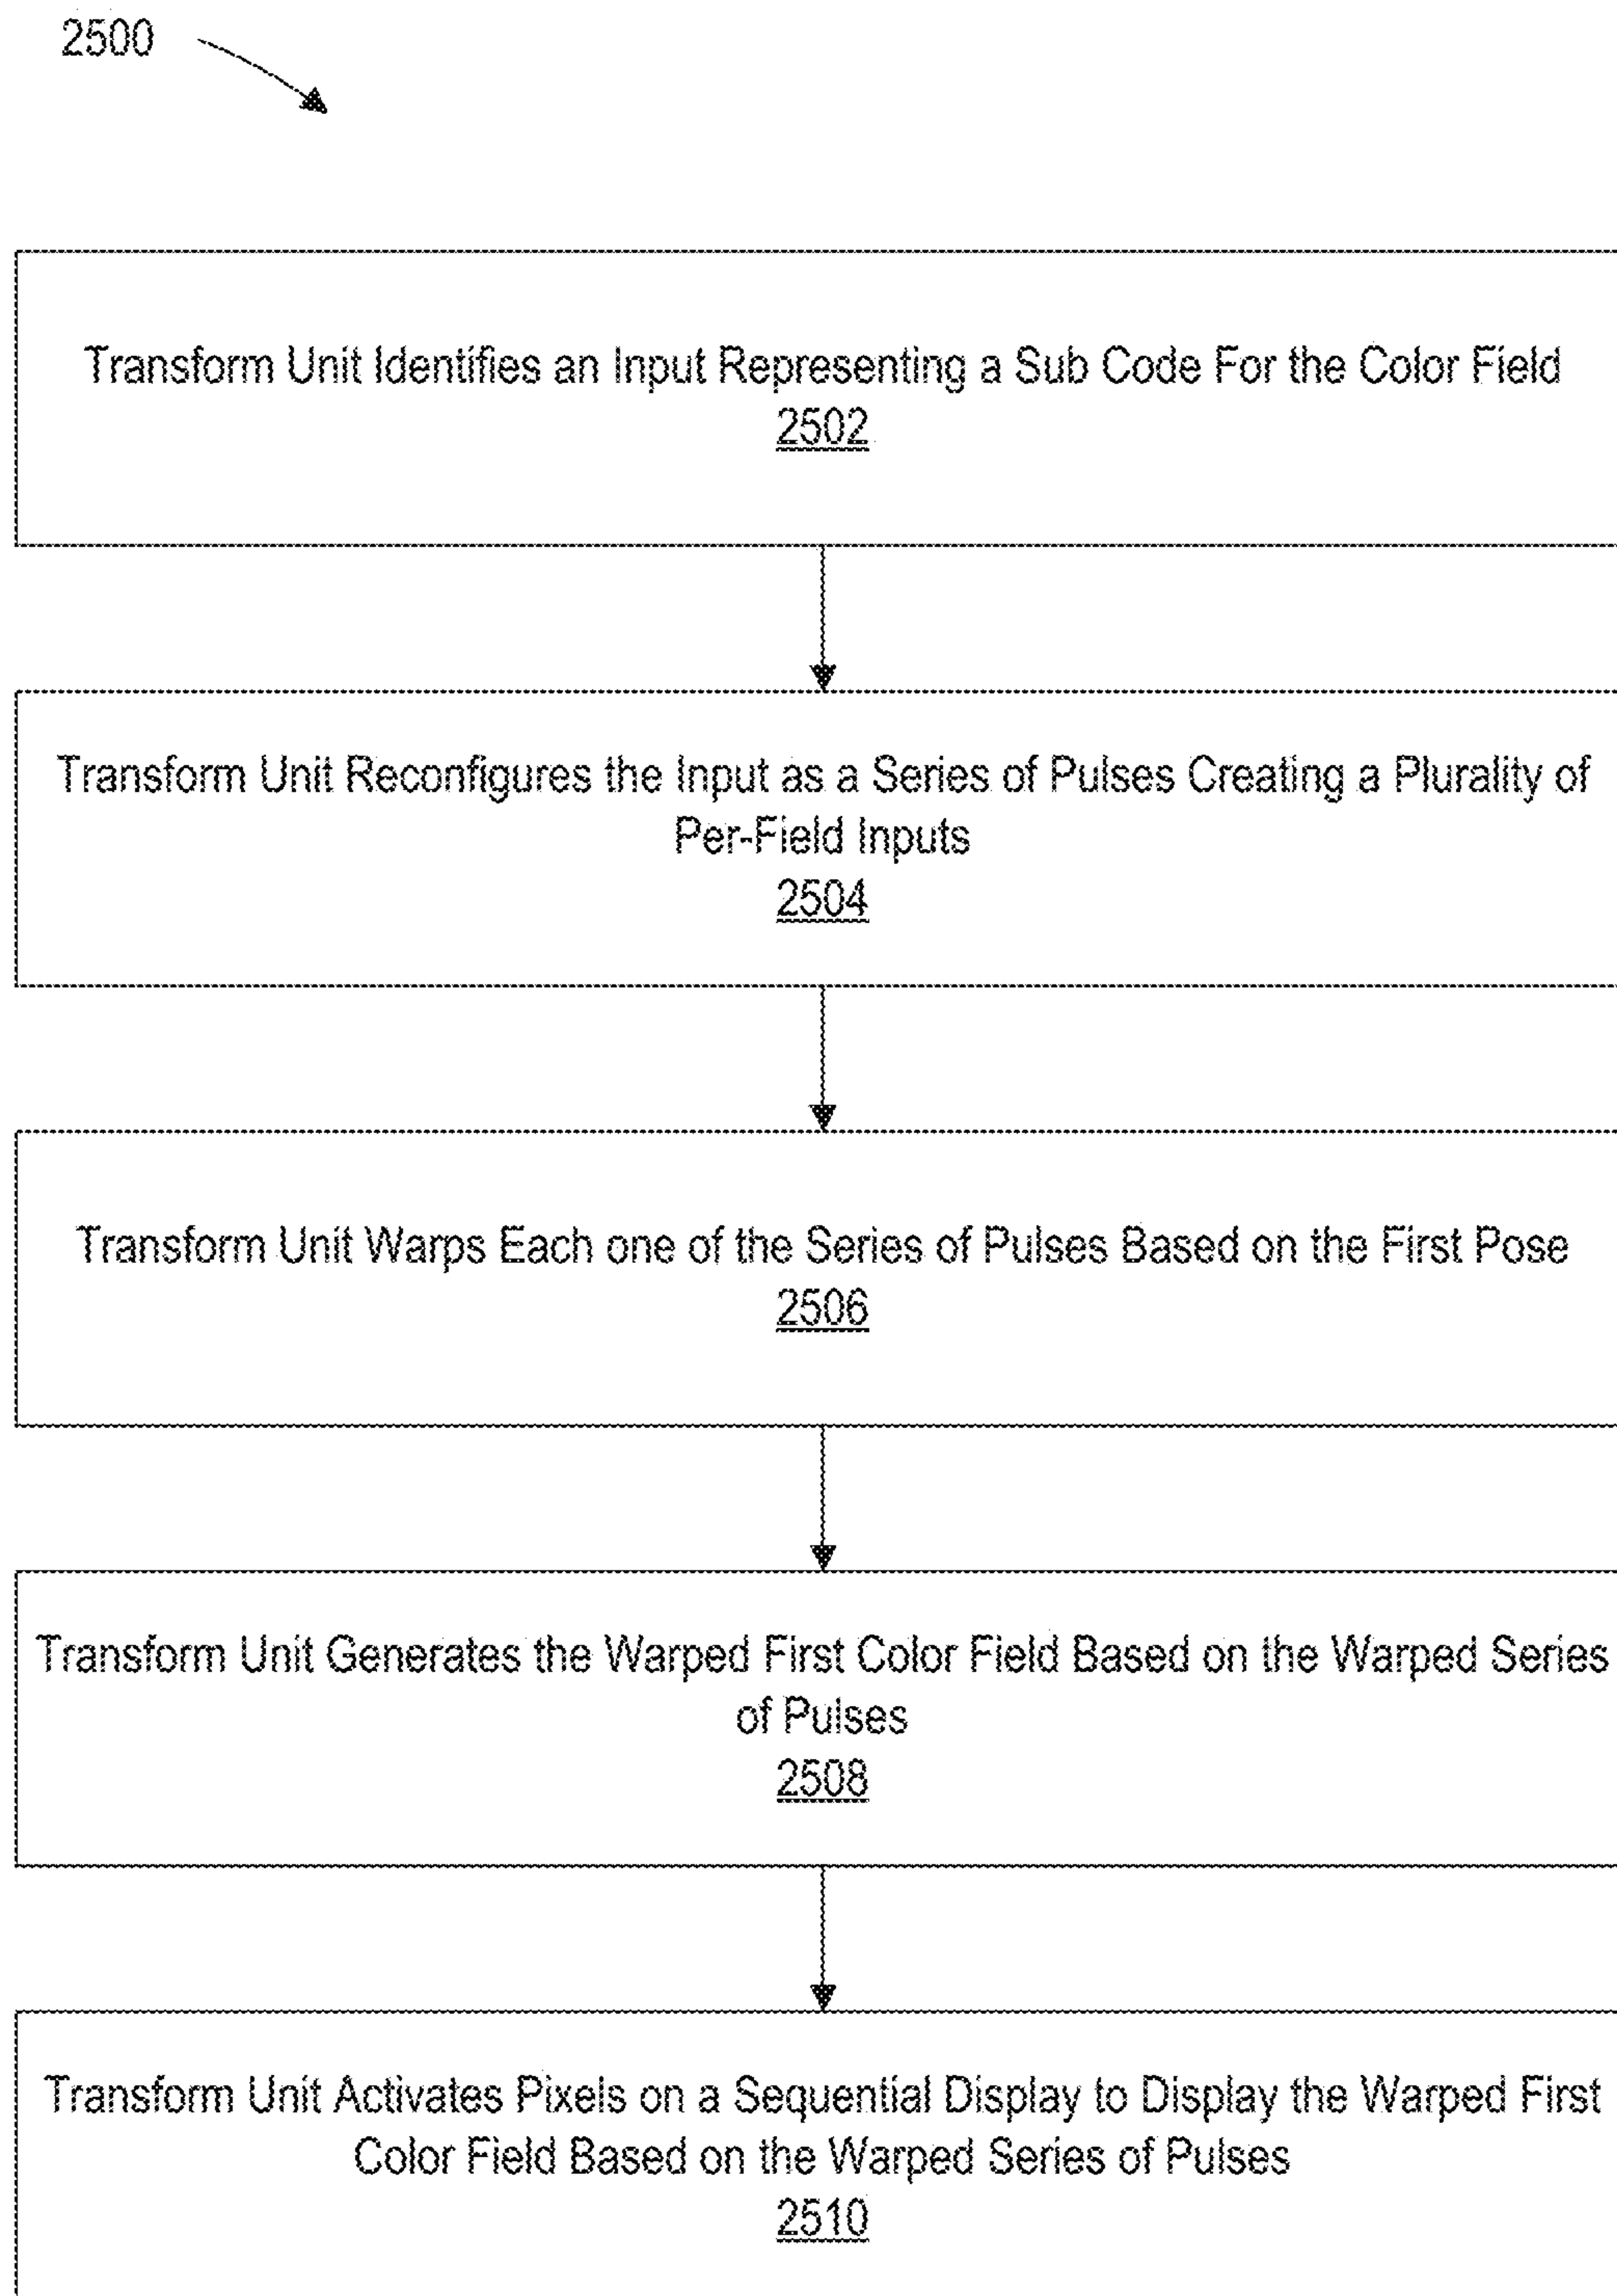 2500
Transform Unit Identifies an Input Representing a Sub Code For the Color Field
2502
Transform Unit Reconfigures the Input as a Series of Pulses Creating a Plurality of
Per-Field Inputs
2504
Transform Unit Warps Each one of the Series of Pulses Based on the First Pose
2506
Transform Unit Generates the Warped First Color Field Based on the Warped Series
of Pulses
2508
Transform Unit Activates Pixels on a Sequential Display to Display the Warped First
Color Field Based on the Warped Series of Pulses
2510